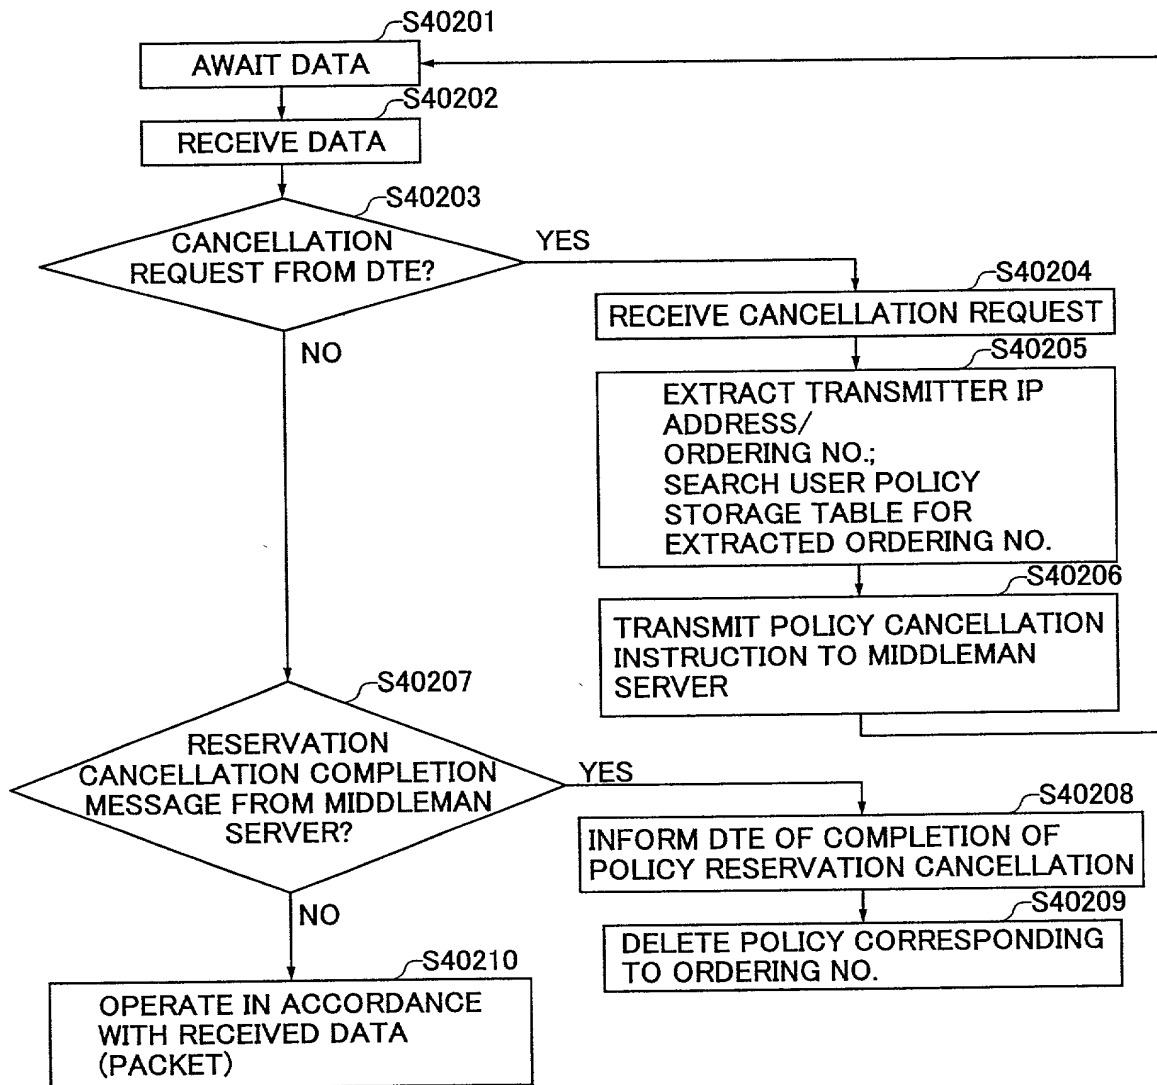 S40201
AWAIT DATA
S40202
RECEIVE DATA
S40203
CANCELLATION
REQUEST FROM DTE?
YES
NO
S40204
RECEIVE CANCELLATION REQUEST
S40205
EXTRACT TRANSMITTER IP
ADDRESS/
ORDERING NO.;
SEARCH USER POLICY
STORAGE TABLE FOR
EXTRACTED ORDERING NO.
S40206
TRANSMIT POLICY CANCELLATION
INSTRUCTION TO MIDDLEMAN
SERVER
S40207
RESERVATION
CANCELLATION COMPLETION
MESSAGE FROM MIDDLEMAN
SERVER?
YES
NO
S40208
INFORM DTE OF COMPLETION OF
POLICY RESERVATION CANCELLATION
S40209
DELETE POLICY CORRESPONDING
TO ORDERING NO.
S40210
OPERATE IN ACCORDANCE
WITH RECEIVED DATA
(PACKET)